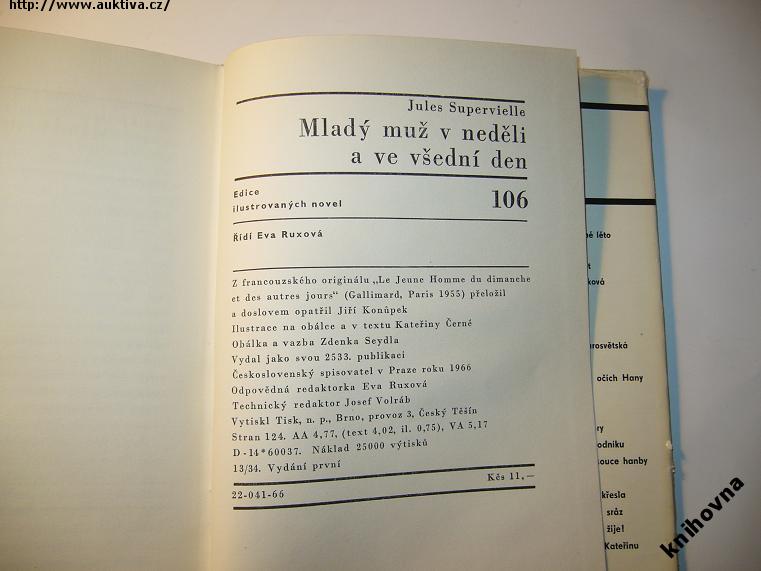 http://www.auktiva.cz/
Jules Supervielle
Mladý muž v neděli
a ve všední den
Edice
ilustrovaných novel
106
Řídí Eva Ruxová
Z francouzského originálu „Le Jeune Homme du dimanche
et des autres jours“ (Gallimard, Paris 1955) přeložil
a doslovem opatřil Jiří Konůpek
Ilustrace na obálce a v textu Kateřiny Černé
Obálka a vazba Zdenka Seydla
Vydal jako svou 2533. publikaci
Československý spisovatel v Praze roku 1966
Odpovědná redaktorka Eva Ruxová
Technický redaktor Josef Volráb
Vytiskl Tisk, n. p., Brno, provoz 3, Český Těšín
Stran 124. AA 4,77, (text 4,02, il. 0,75), VA 5,17
D-14*60037. Náklad 25000 výtisků
13/34. Vydání první
22-041-66
Kčs 11,—
léto
očích Hany
hanby
křesla
sráz
žije!
Kateřinu
knihovna